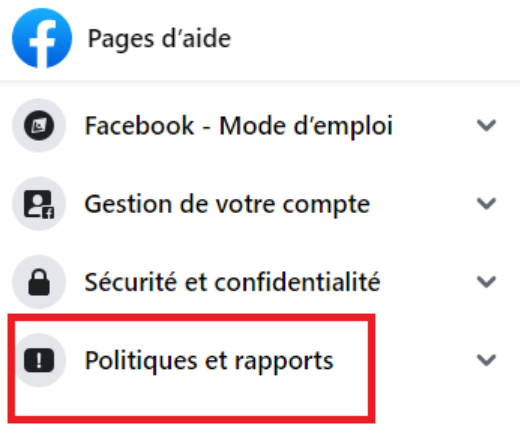 Pages d’aide
Facebook - Mode d’emploi
Gestion de votre compte
Sécurité et confidentialité
Politiques et rapports